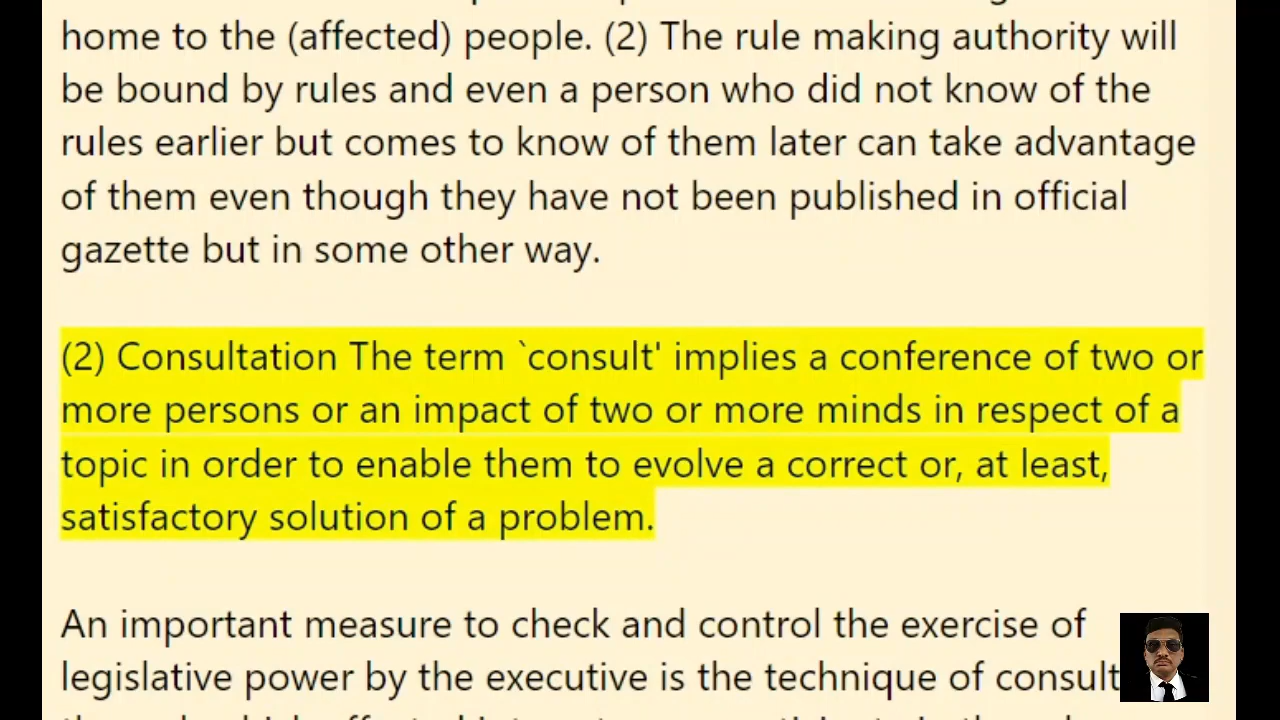 home to the (affected) people. (2) The rule making authority will
be bound by rules and even a person who did not know of the
rules earlier but comes to know of them later can take advantage
of them even though they have not been published in official
gazette but in some other way.
(2) Consultation The term `consult' implies a conference of two or
more persons or an impact of two or more minds in respect of a
topic in order to enable them to evolve a correct or, at least,
satisfactory solution of a problem.
An important measure to check and control the exercise of
legislative power by the executive is the technique of consult